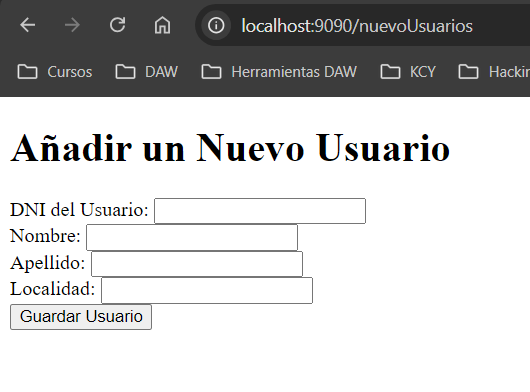 localhost:9090/nuevoUsuarios
Cursos DAW Herramientas DAW KCY Hackin
Añadir un Nuevo Usuario
DNI del Usuario:
Nombre:
Apellido:
Localidad:
Guardar Usuario